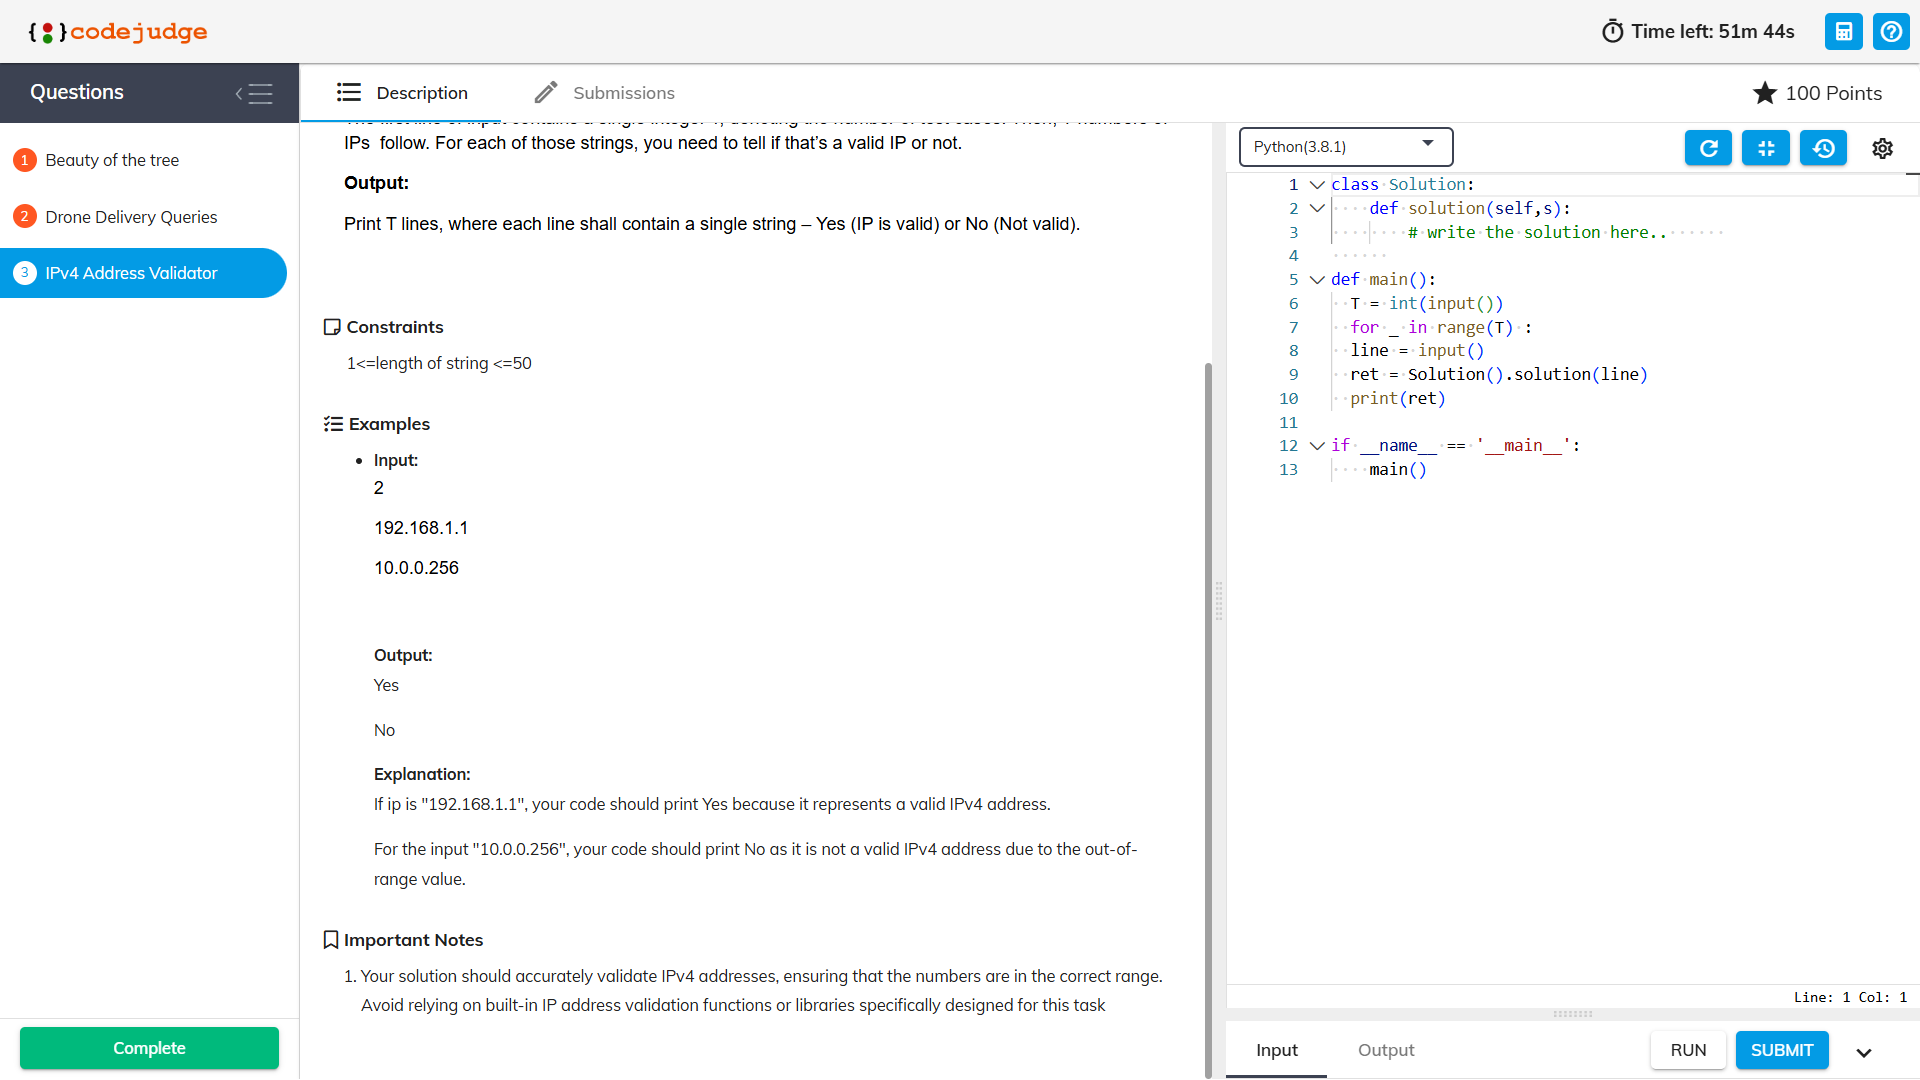 {:}codejudge
Time left: 51m 44s
Questions
Description
Submissions
100 Points
1 Beauty of the tree
2 Drone Delivery Queries
3 IPv4 Address Validator
Complete
IPs follow. For each of those strings, you need to tell if that's a valid IP or not.
Output:
Print T lines, where each line shall contain a single string – Yes (IP is valid) or No (Not valid).
Constraints
1<=length of string <=50
Examples
• Input:
2
192.168.1.1
10.0.0.256
Output:
Yes
No
Explanation:
If ip is "192.168.1.1", your code should print Yes because it represents a valid IPv4 address.
For the input "10.0.0.256", your code should print No as it is not a valid IPv4 address due to the out-of-
range value.
Important Notes
1. Your solution should accurately validate IPv4 addresses, ensuring that the numbers are in the correct range.
Avoid relying on built-in IP address validation functions or libraries specifically designed for this task
Python(3.8.1)
1 class Solution:
2     def solution(self,s):
3         # write the solution here..
4
5 def main():
6   T = int(input())
7   for _ in range(T) :
8   line = input()
9   ret = Solution().solution(line)
10   print(ret)
11
12 if __name__ == '__main__':
13     main()
Line: 1 Col: 1
Input
Output
RUN
SUBMIT